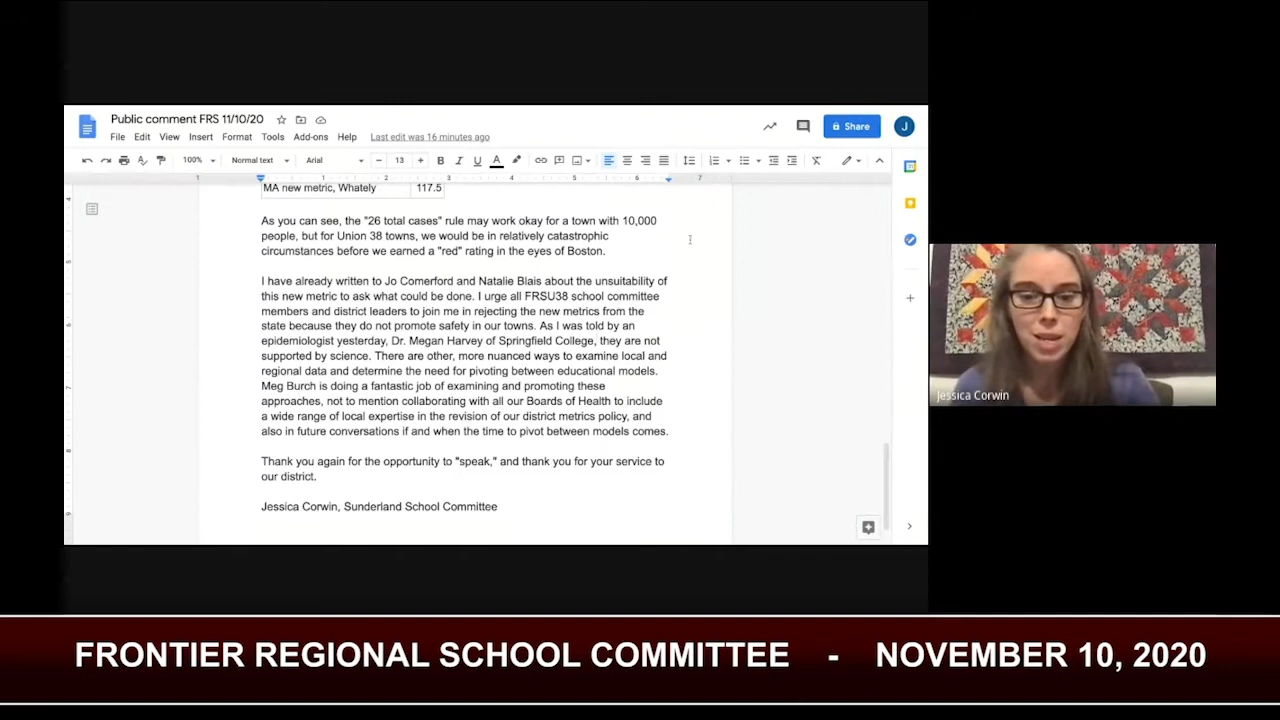 Public comment FRS 11/10/20
Share
J
File Edit View Insert Format Tools Add-ons Help Last edit was 16 minutes ago
100% Normal text Arial 13 B I U A
1 1 2 3 4 5 6 7
MA new metric, Whately 117.5
As you can see, the "26 total cases" rule may work okay for a town with 10,000
people, but for Union 38 towns, we would be in relatively catastrophic
circumstances before we earned a "red" rating in the eyes of Boston.
I have already written to Jo Comerford and Natalie Blais about the unsuitability of
this new metric to ask what could be done. I urge all FRSU38 school committee
members and district leaders to join me in rejecting the new metrics from the
state because they do not promote safety in our towns. As I was told by an
epidemiologist yesterday, Dr. Megan Harvey of Springfield College, they are not
supported by science. There are other, more nuanced ways to examine local and
regional data and determine the need for pivoting between educational models.
Meg Burch is doing a fantastic job of examining and promoting these
approaches, not to mention collaborating with all our Boards of Health to include
a wide range of local expertise in the revision of our district metrics policy, and
also in future conversations if and when the time to pivot between models comes.
Thank you again for the opportunity to "speak," and thank you for your service to
our district.
Jessica Corwin, Sunderland School Committee
Jessica Corwin
FRONTIER REGIONAL SCHOOL COMMITTEE - NOVEMBER 10, 2020